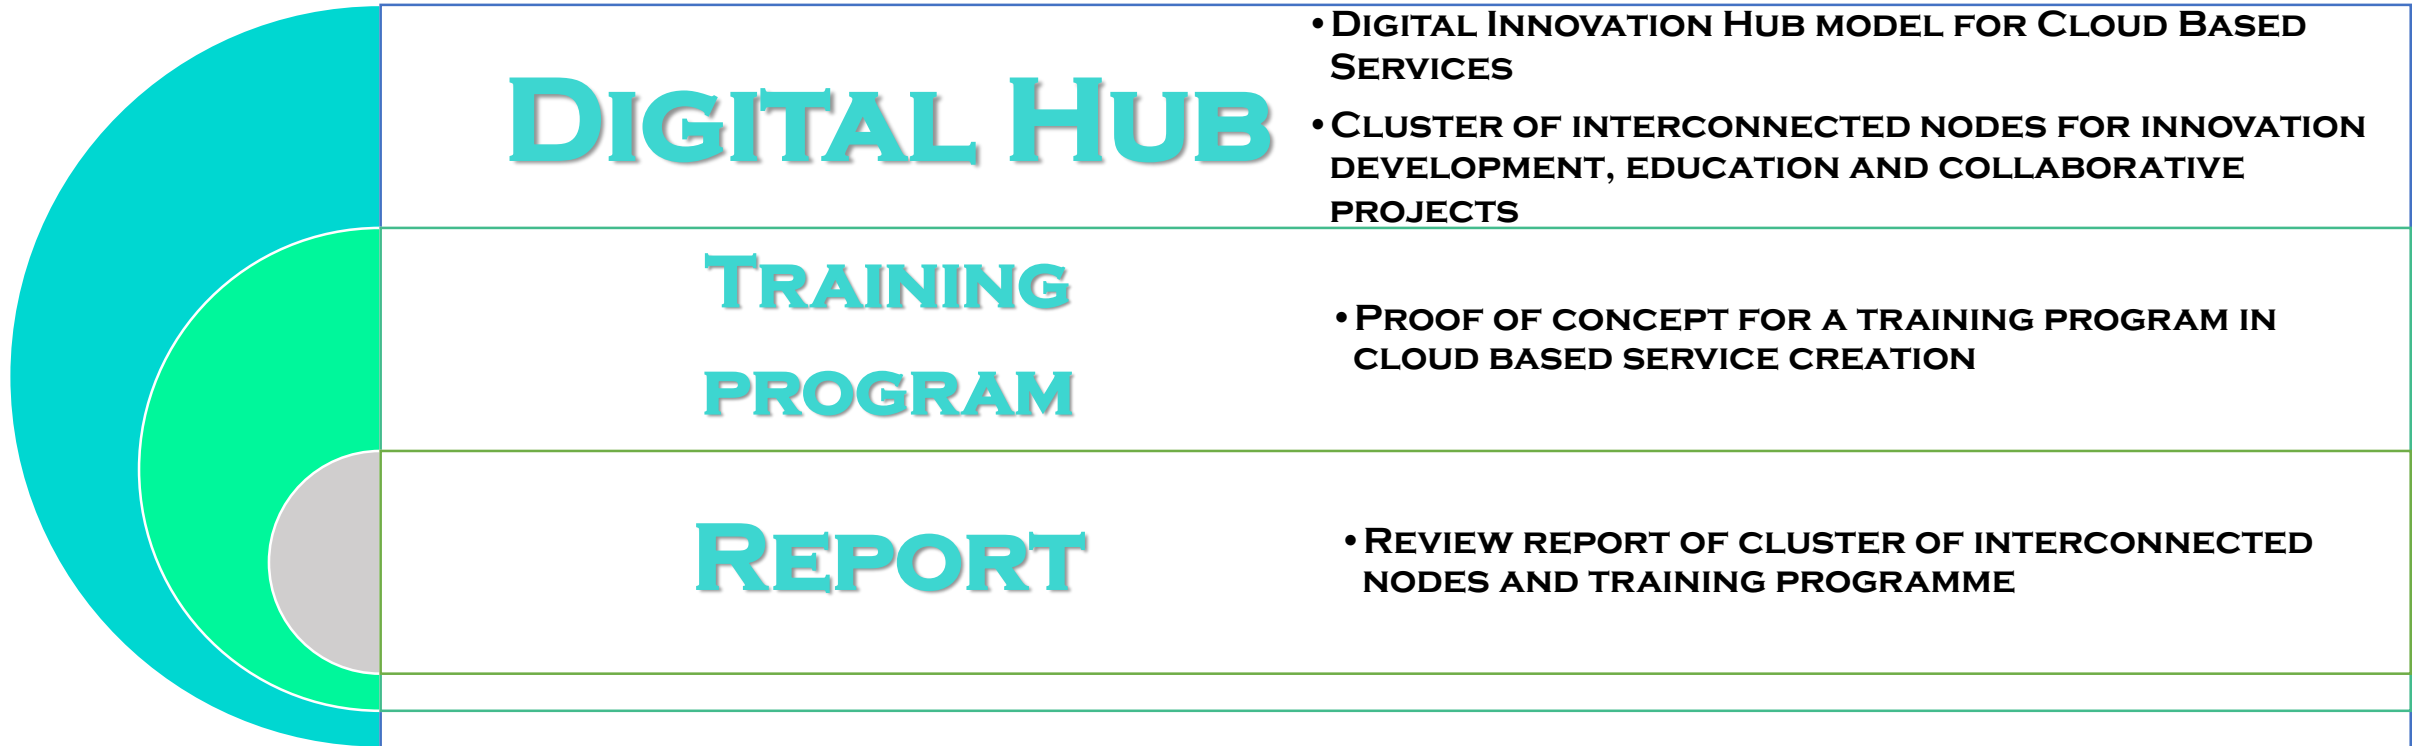 Digital Hub
•Digital Innovation Hub model for Cloud Based
Services
•Cluster of interconnected nodes for innovation
development, education and collaborative
projects
Training
program
•Proof of concept for a training program in
cloud based service creation
Report
•Review report of cluster of interconnected
nodes and training programme